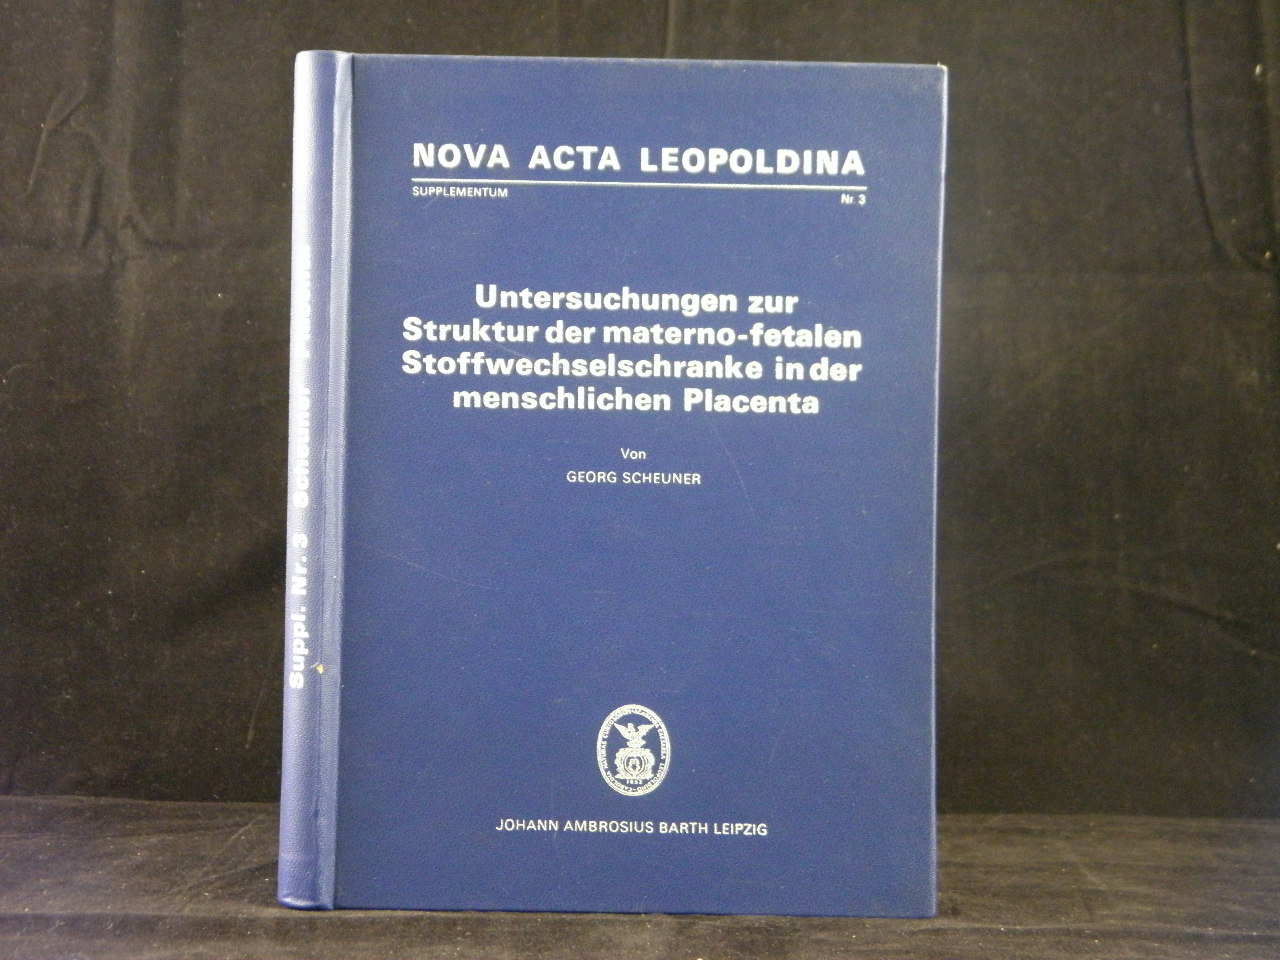 NOVA ACTA LEOPOLDINA
SUPPLEMENTUM Nr. 3
Untersuchungen zur
Struktur der materno-fetalen
Stoffwechselschranke in der
menschlichen Placenta
Von
GEORG SCHEUNER
1652
JOHANN AMBROSIUS BARTH LEIPZIG
Suppl. Nr. 3 Scheuner